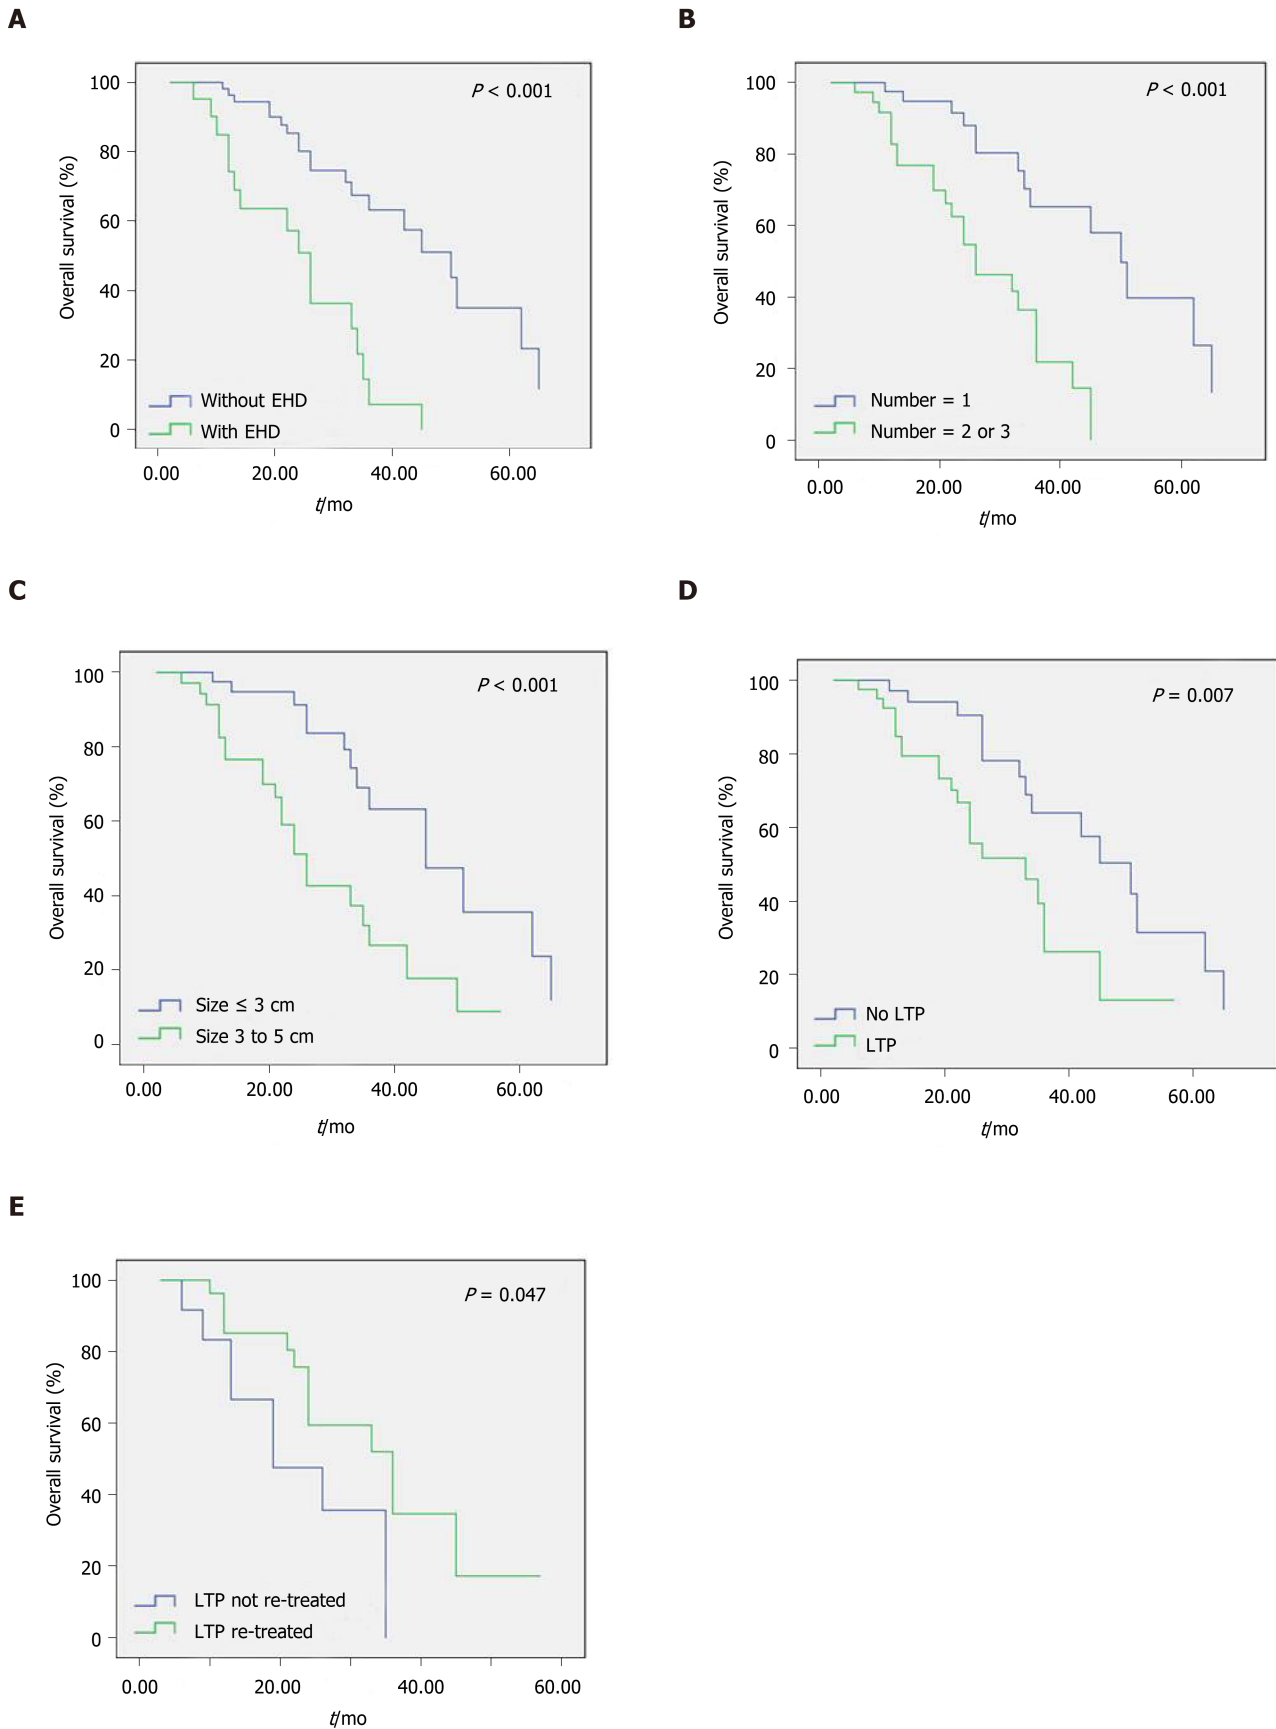 A
P < 0.001
Overall survival (%)
100
80
60
40
20
0
Without EHD
With EHD
0.00 20.00 40.00 60.00
t/mo
B
P < 0.001
Overall survival (%)
100
80
60
40
20
0
Number = 1
Number = 2 or 3
0.00 20.00 40.00 60.00
t/mo
C
P < 0.001
Overall survival (%)
100
80
60
40
20
0
Size ≤ 3 cm
Size 3 to 5 cm
0.00 20.00 40.00 60.00
t/mo
D
P = 0.007
Overall survival (%)
100
80
60
40
20
0
No LTP
LTP
0.00 20.00 40.00 60.00
t/mo
E
P = 0.047
Overall survival (%)
100
80
60
40
20
0
LTP not re-treated
LTP re-treated
0.00 20.00 40.00 60.00
t/mo